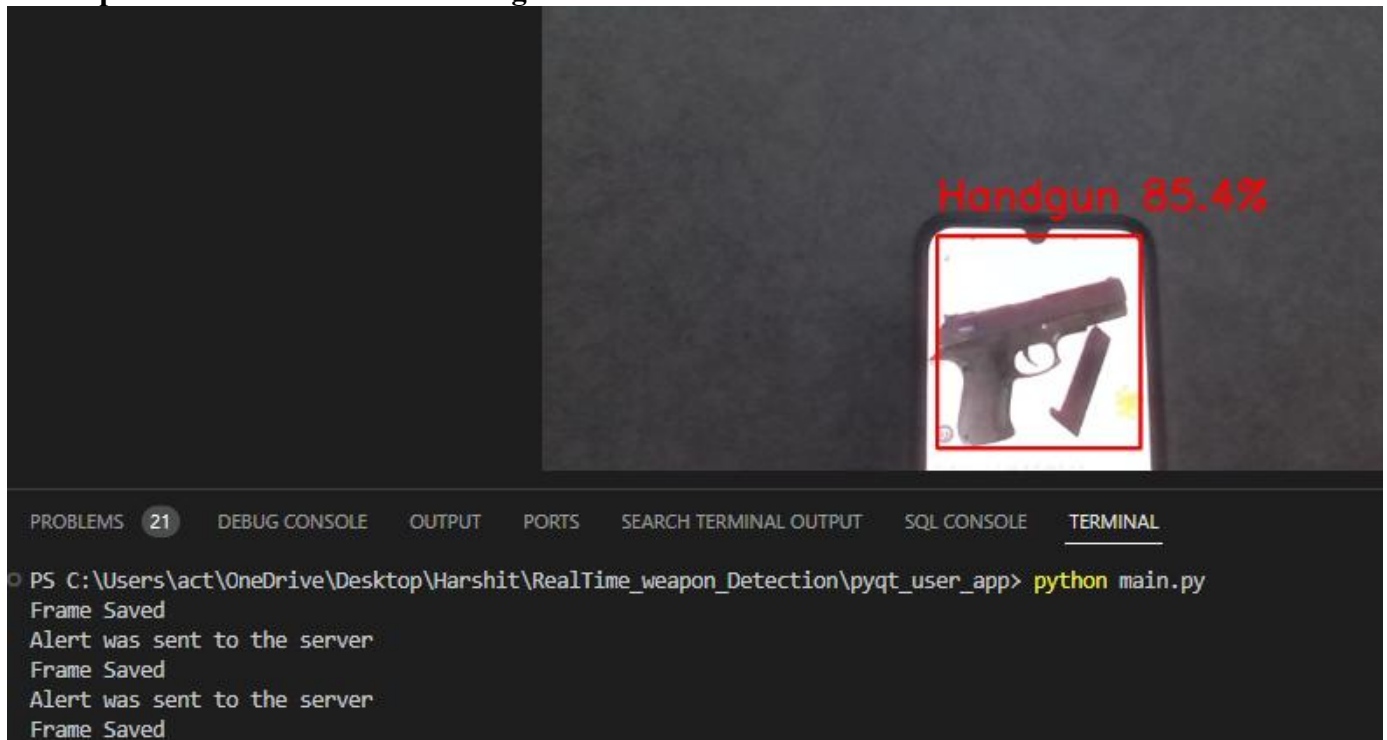 Handgun 85.4%
PROBLEMS 21 DEBUG CONSOLE OUTPUT PORTS SEARCH TERMINAL OUTPUT SQL CONSOLE TERMINAL
PS C:\Users\act\OneDrive\Desktop\Harshit\RealTime_weapon_Detection\pyqt_user_app> python main.py
Frame Saved
Alert was sent to the server
Frame Saved
Alert was sent to the server
Frame Saved